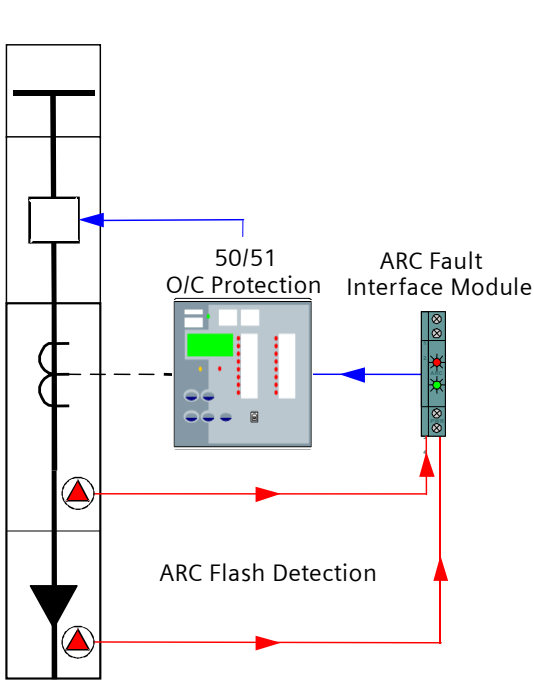 50/51
O/C Protection
ARC Fault
Interface Module
ARC Flash Detection